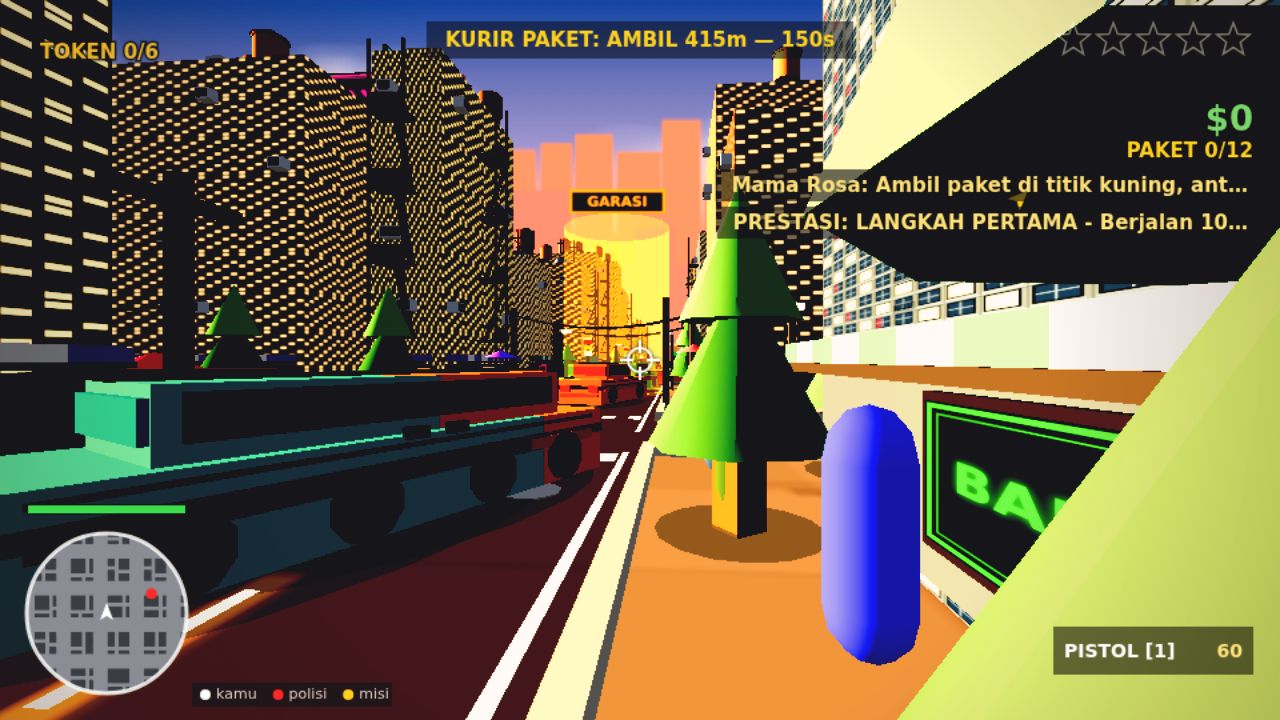 TOKEN 0/6
KURIR PAKET: AMBIL 415m — 150s
$0
PAKET 0/12
Mama Rosa: Ambil paket di titik kuning, ant...
PRESTASI: LANGKAH PERTAMA - Berjalan 10...
GARASI
PISTOL [1] 60
kamu polisi misi